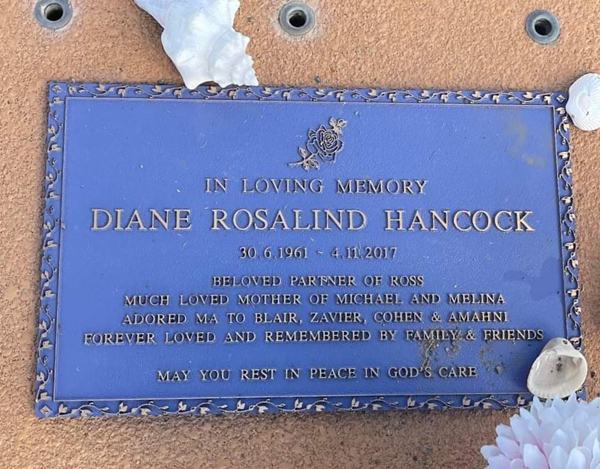 IN LOVING MEMORY
DIANE ROSALIND HANCOCK
30.6.1961 - 4.11.2017
BELOVED PARTNER OF ROSS
MUCH LOVED MOTHER OF MICHAEL AND MELINA
ADORED MA TO BLAIR, ZAVIER, COHEN & AMAHNI
FOREVER LOVED AND REMEMBERED BY FAMILY & FRIENDS
MAY YOU REST IN PEACE IN GOD'S CARE